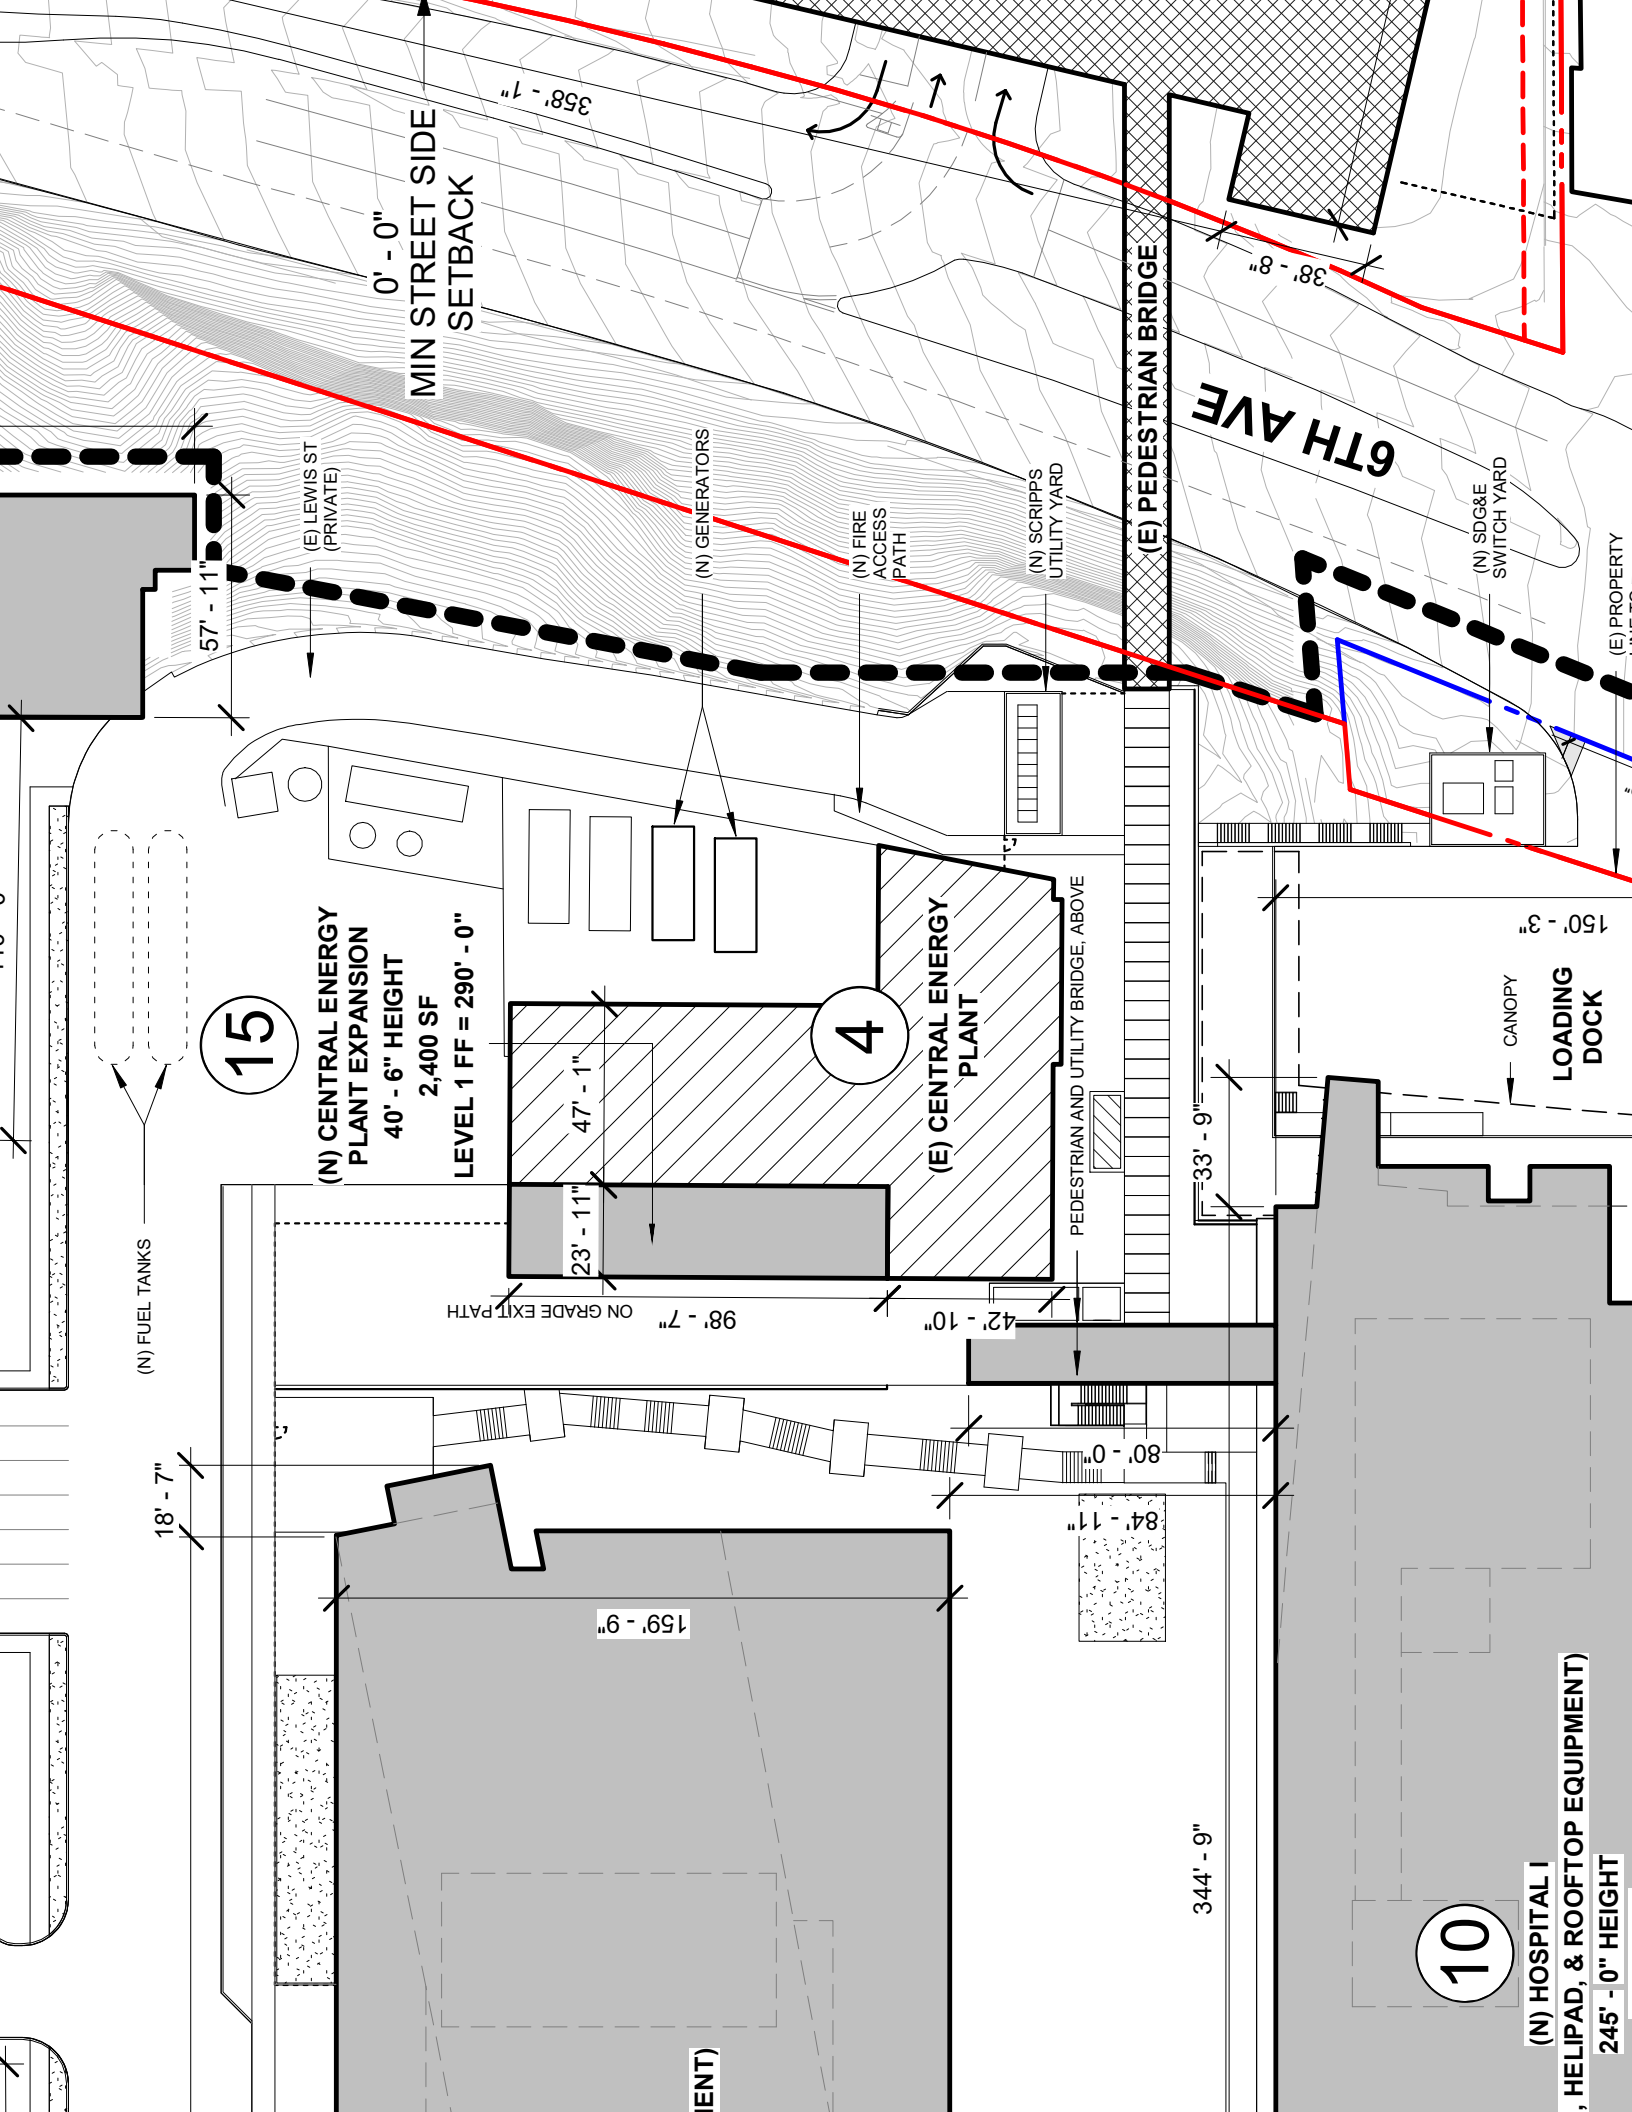 358' - 1"
0' - 0"
MIN STREET SIDE
SETBACK
38' - 8"
(E) PEDESTRIAN BRIDGE
6TH AVE
57' - 11"
(E) LEWIS ST
(PRIVATE)
(N) GENERATORS
(N) FIRE
ACCESS
PATH
(N) SCRIPPS
UTILITY YARD
(N) SDG&E
SWITCH YARD
(E) PROPERTY
15
(N) CENTRAL ENERGY
PLANT EXPANSION
40' - 6" HEIGHT
2,400 SF
LEVEL 1 FF = 290' - 0"
4
(E) CENTRAL ENERGY
PLANT
47' - 1"
23' - 11"
PEDESTRIAN AND UTILITY BRIDGE, ABOVE
150' - 3"
CANOPY
LOADING
DOCK
33' - 9"
(N) FUEL TANKS
ON GRADE EXIT PATH
98' - 7"
42' - 10"
80' - 0"
84' - 11"
18' - 7"
159' - 9"
344' - 9"
10
(N) HOSPITAL I
, HELIPAD, & ROOFTOP EQUIPMENT)
245' - 0" HEIGHT
MENT)